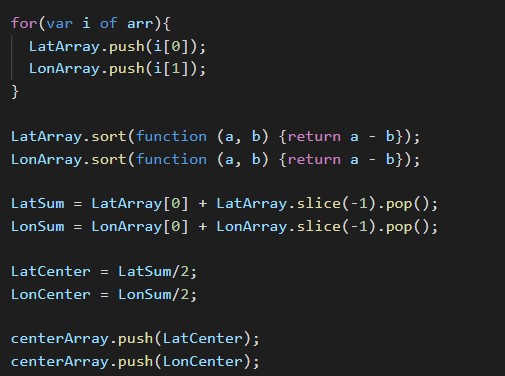 for(var i of arr){
  LatArray.push(i[0]);
  LonArray.push(i[1]);
}

LatArray.sort(function (a, b) {return a - b});
LonArray.sort(function (a, b) {return a - b});

LatSum = LatArray[0] + LatArray.slice(-1).pop();
LonSum = LonArray[0] + LonArray.slice(-1).pop();

LatCenter = LatSum/2;
LonCenter = LonSum/2;

centerArray.push(LatCenter);
centerArray.push(LonCenter);